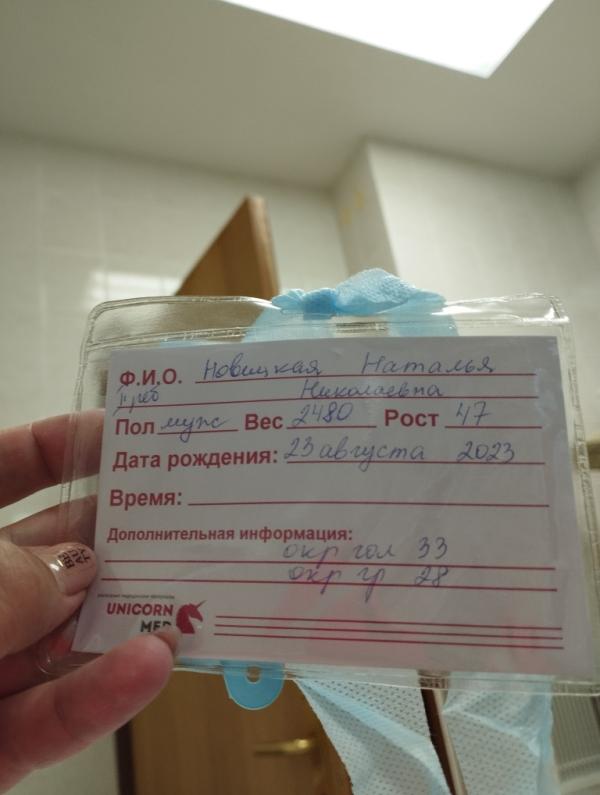 Ф.И.О. Новицкая Наталья
Николаевна
Пол муж Вес 2480 Рост 47
Дата рождения: 23 августа 2023
Время:
Дополнительная информация:
окр гол 33
окр гр 28
UNICORN
MED